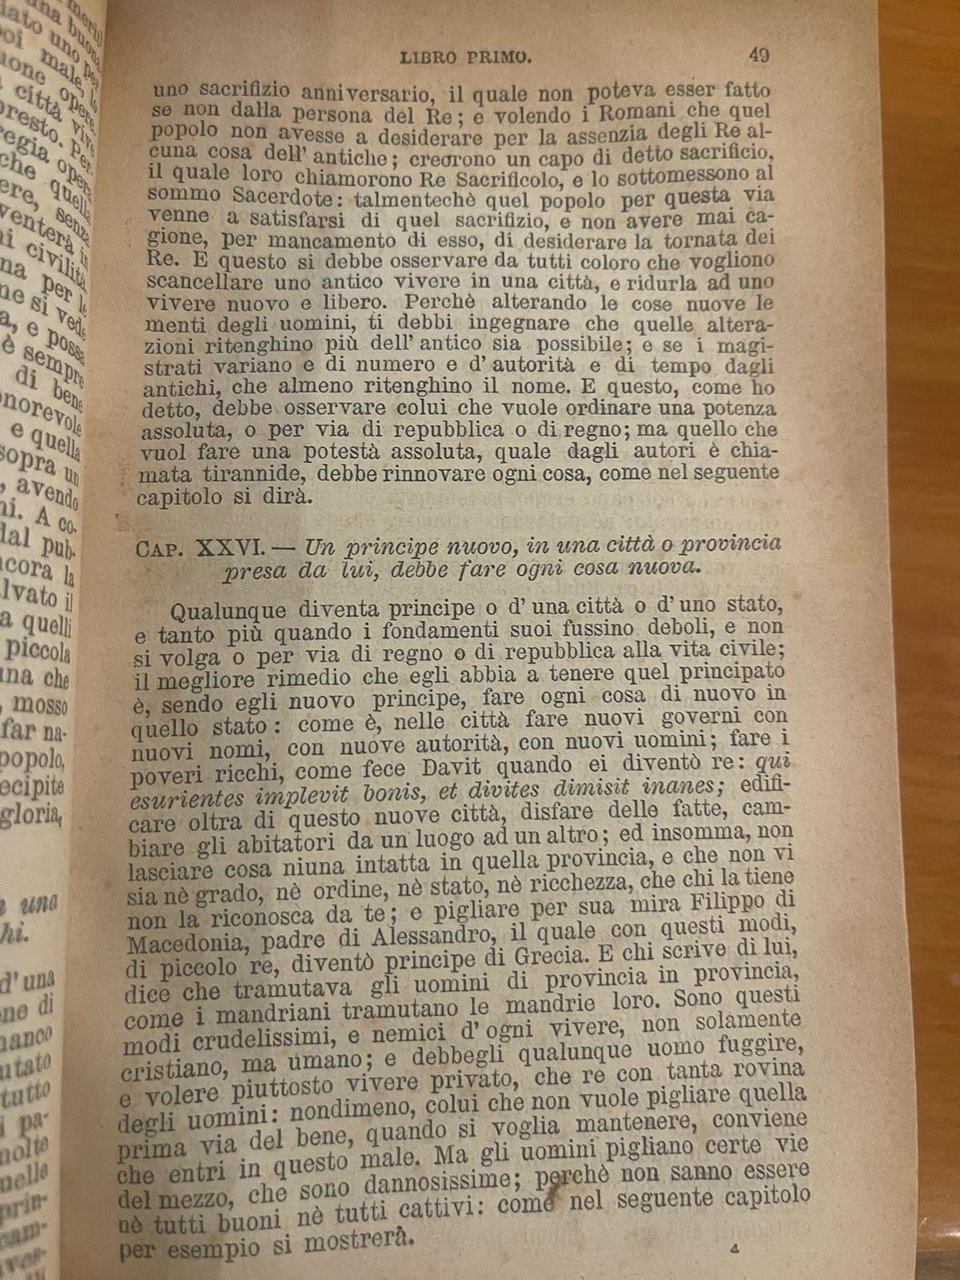 LIBRO PRIMO. 49
uno sacrifizio anniversario, il quale non poteva esser fatto
se non dalla persona del Re; e volendo i Romani che quel
popolo non avesse a desiderare per la assenzia degli Re al-
cuna cosa dell' antiche; creorono un capo di detto sacrificio,
il quale loro chiamorono Re Sacrificolo, e lo sottomessono al
sommo Sacerdote: talmentechè quel popolo per questa via
venne a satisfarsi di quel sacrifizio, e non avere mai ca-
gione, per mancamento di esso, di desiderare la tornata dei
Re. E questo si debbe osservare da tutti coloro che vogliono
scancellare uno antico vivere in una città, e ridurla ad uno
vivere nuovo e libero. Perchè alterando le cose nuove le
menti degli uomini, ti debbi ingegnare che quelle altera-
zioni ritenghino più dell' antico sia possibile; e se i magi-
strati variano e di numero e d' autorità e di tempo dagli
antichi, che almeno ritenghino il nome. E questo, come ho
detto, debbe osservare colui che vuole ordinare una potenza
assoluta, o per via di repubblica o di regno; ma quello che
vuol fare una potestà assoluta, quale dagli autori è chia-
mata tirannide, debbe rinnovare ogni cosa, come nel seguente
capitolo si dirà.
CAP. XXVI. — Un principe nuovo, in una città o provincia
presa da lui, debbe fare ogni cosa nuova.
Qualunque diventa principe o d' una città o d' uno stato,
e tanto più quando i fondamenti suoi fussino deboli, e non
si volga o per via di regno o di repubblica alla vita civile;
il megliore rimedio che egli abbia a tenere quel principato
è, sendo egli nuovo principe, fare ogni cosa di nuovo in
quello stato: come è, nelle città fare nuovi governi con
nuovi nomi, con nuove autorità, con nuovi uomini; fare i
poveri ricchi, come fece Davit quando ei diventò re: qui
esurientes implevit bonis, et divites dimisit inanes; edifi-
care oltra di questo nuove città, disfare delle fatte, cam-
biare gli abitatori da un luogo ad un altro; ed insomma, non
lasciare cosa niuna intatta in quella provincia, e che non vi
sia nè grado, nè ordine, nè stato, nè ricchezza, che chi la tiene
non la riconosca da te; e pigliare per sua mira Filippo di
Macedonia, padre di Alessandro, il quale con questi modi,
di piccolo re, diventò principe di Grecia. E chi scrive di lui,
dice che tramutava gli uomini di provincia in provincia,
come i mandriani tramutano le mandrie loro. Sono questi
modi crudelissimi, e nemici d' ogni vivere, non solamente
cristiano, ma umano; e debbegli qualunque uomo fuggire,
e volere piuttosto vivere privato, che re con tanta rovina
degli uomini: nondimeno, colui che non vuole pigliare quella
prima via del bene, quando si voglia mantenere, conviene
che entri in questo male. Ma gli uomini pigliano certe vie
del mezzo, che sono dannosissime; perchè non sanno essere
nè tutti buoni nè tutti cattivi: come nel seguente capitolo
per esempio si mostrerà.
4